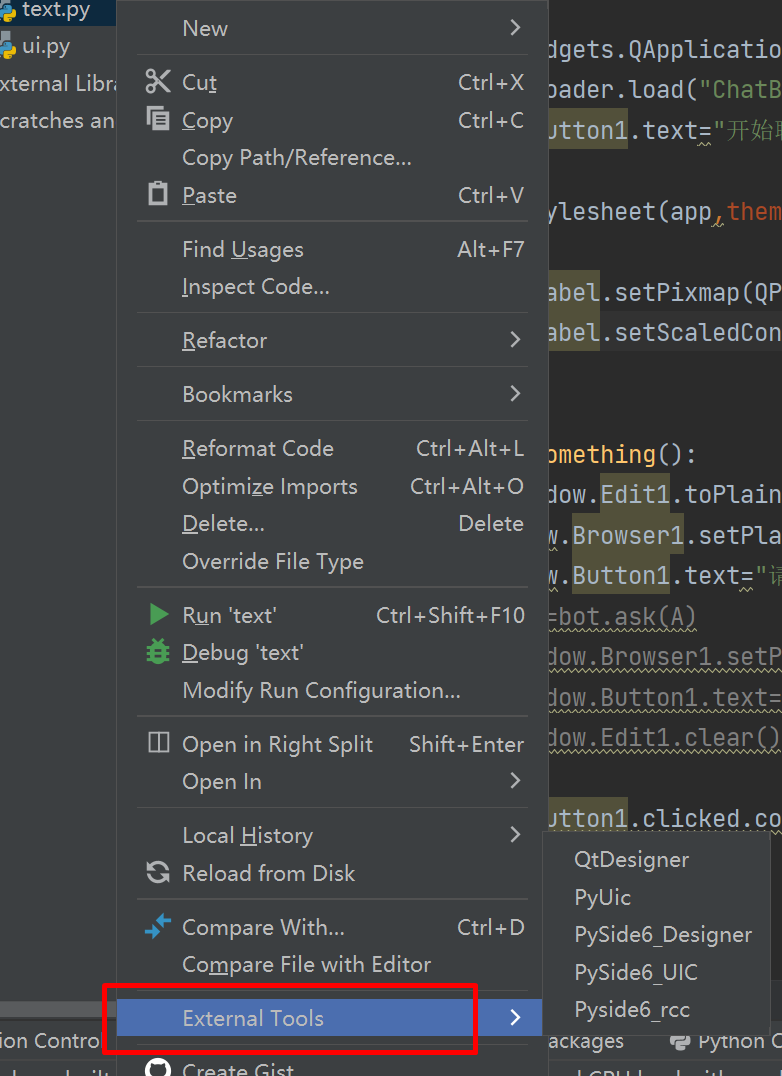 text.py
ui.py
xternal Libra
cratches an
New
Cut Ctrl+X
Copy Ctrl+C
Copy Path/Reference...
Paste Ctrl+V
Find Usages Alt+F7
Inspect Code...
Refactor
Bookmarks
Reformat Code Ctrl+Alt+L
Optimize Imports Ctrl+Alt+O
Delete... Delete
Override File Type
Run 'text' Ctrl+Shift+F10
Debug 'text'
Modify Run Configuration...
Open in Right Split Shift+Enter
Open In
Local History
Reload from Disk
Compare With... Ctrl+D
Compare File with Editor
External Tools
Create Gist
QtDesigner
PyUic
PySide6_Designer
PySide6_UIC
Pyside6_rcc
dgets.QApplicatio
oader.load("ChatB
utton1.text="开始
ylesheet(app,them
abel.setPixmap(QP
abel.setScaledCon
omething():
dow.Edit1.toPlain
w.Browser1.setPla
w.Button1.text="请
=bot.ask(A)
dow.Browser1.setP
dow.Button1.text=
dow.Edit1.clear()
utton1.clicked.co
ion Contro
ackages
Python C